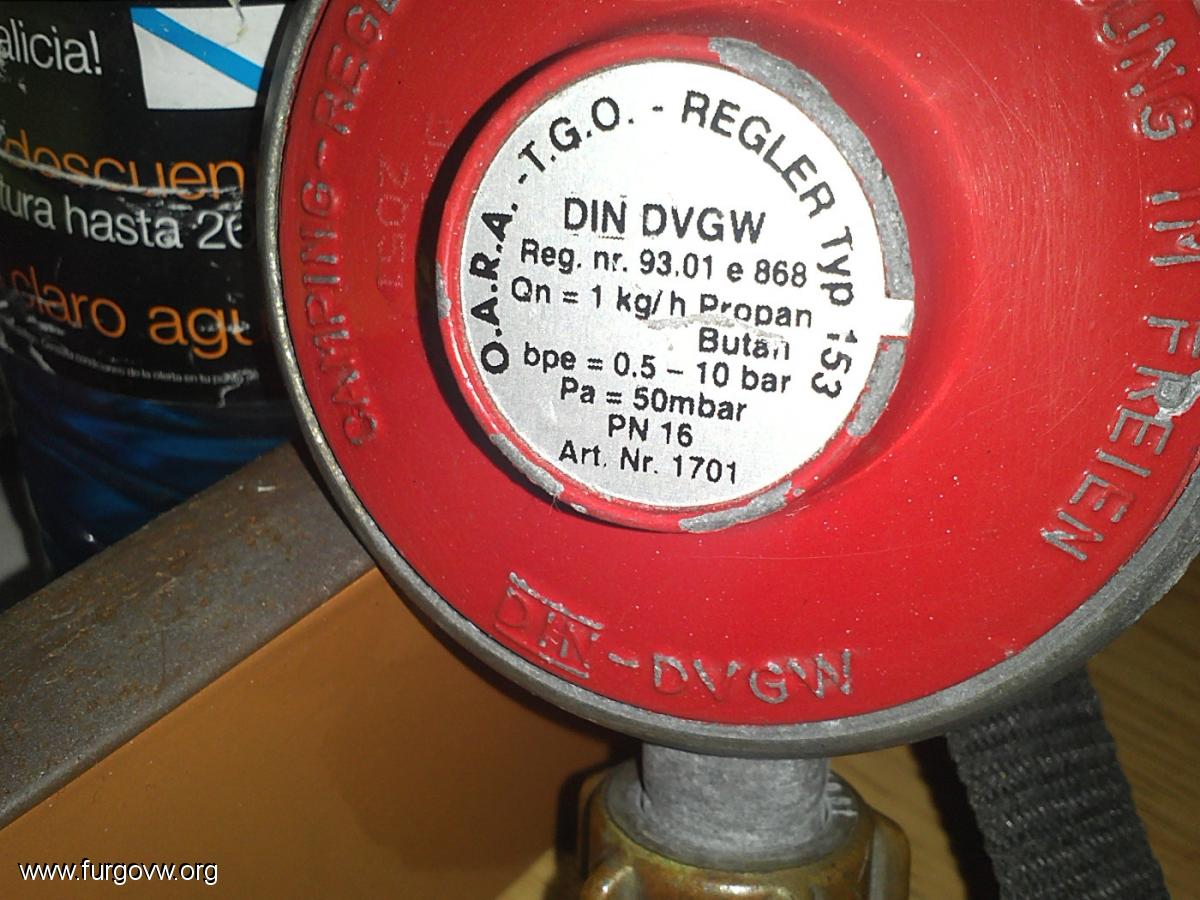 alicia!
descuen
tura hasta 26
claro agu
CAMPING-REGL
UNG IM FREIEN
O.A.R.A. - T.G.O. - REGLER Typ 153
DIN DVGW
Reg. nr. 93.01 e 868
Qn = 1 kg/h Propan
Butan
bpe = 0.5 – 10 bar
Pa = 50mbar
PN 16
Art. Nr. 1701
DIN - DVGW
www.furgovw.org